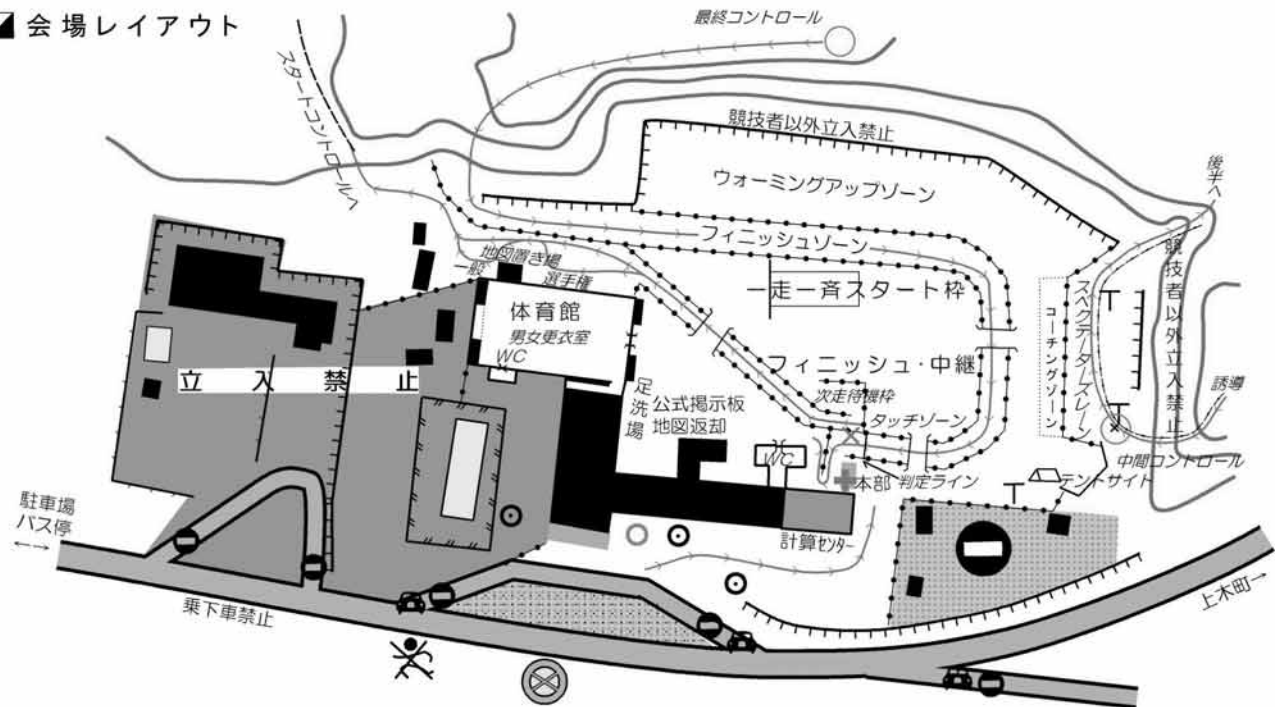 会場レイアウト
最終コントロール
スタートコントロールへ
競技者以外立入禁止
ウォーミングアップゾーン
後半へ
フィニッシュゾーン
地図置き場
一般
選手権
一走一斉スタート枠
競技者以外立入禁止
スペクテーターズレーン
コーチングゾーン
体育館
男女更衣室
WC
フィニッシュ・中継
立入禁止
次走待機枠
誘導
足洗場
公式掲示板
地図返却
タッチゾーン
WC
中間コントロール
本部
判定ライン
テントサイト
駐車場
バス停
←→
計算センター
乗下車禁止
上木町→